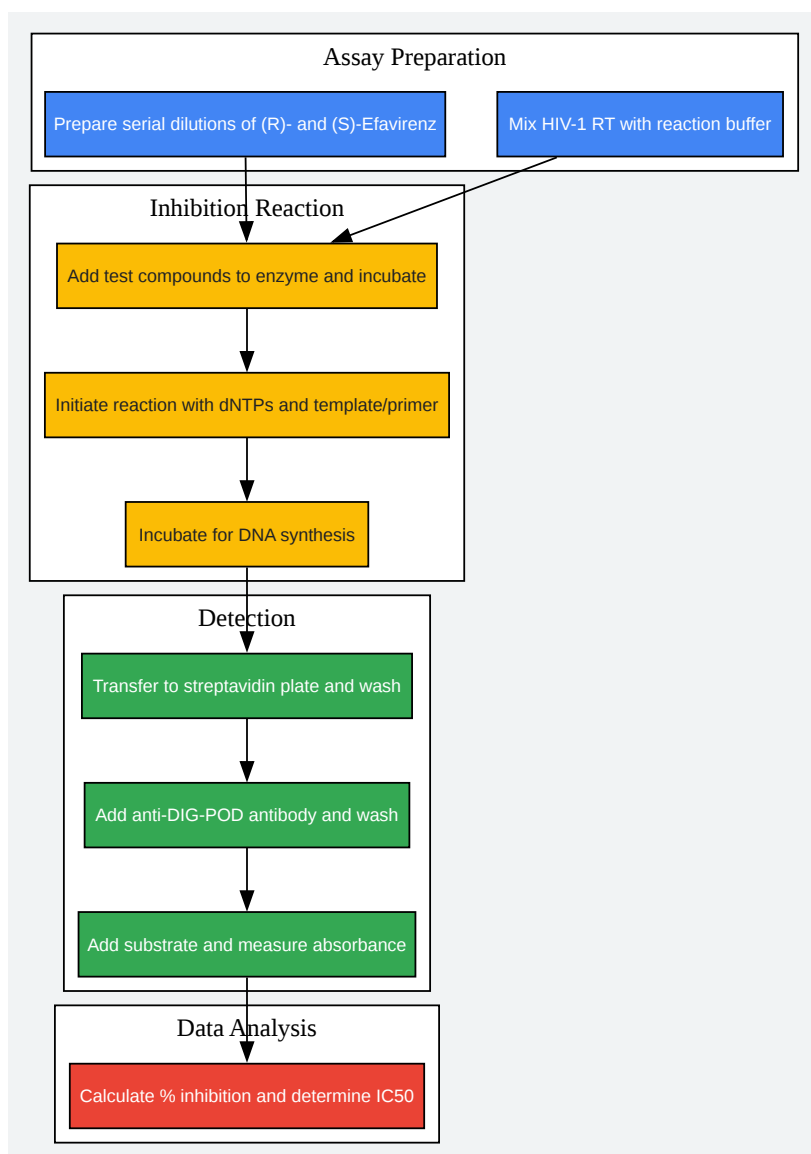 Assay Preparation
Prepare serial dilutions of (R)- and (S)-Efavirenz
Mix HIV-1 RT with reaction buffer
Inhibition Reaction
Add test compounds to enzyme and incubate
Initiate reaction with dNTPs and template/primer
Incubate for DNA synthesis
Detection
Transfer to streptavidin plate and wash
Add anti-DIG-POD antibody and wash
Add substrate and measure absorbance
Data Analysis
Calculate % inhibition and determine IC50